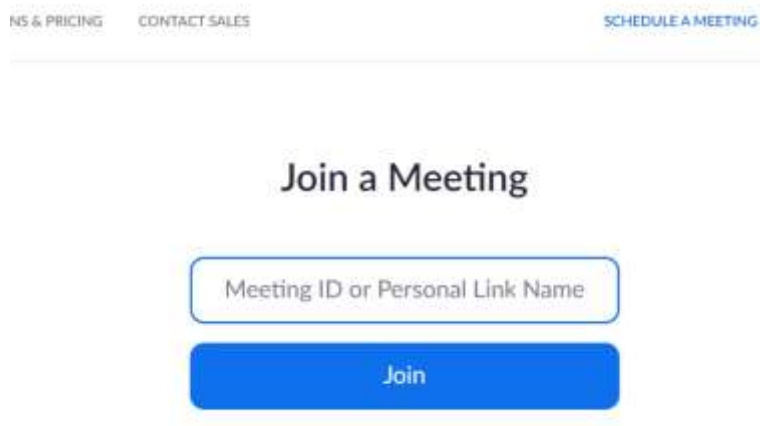 NS & PRICING CONTACT SALES SCHEDULE A MEETING
Join a Meeting
Meeting ID or Personal Link Name
Join